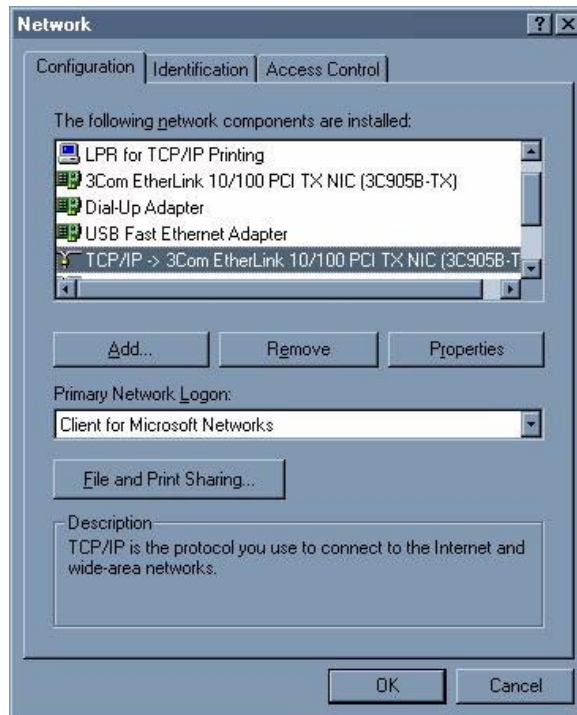 Network
Configuration Identification Access Control
The following network components are installed:
LPR for TCP/IP Printing
3Com EtherLink 10/100 PCI TX NIC (3C905B-TX)
Dial-Up Adapter
USB Fast Ethernet Adapter
TCP/IP -> 3Com EtherLink 10/100 PCI TX NIC (3C905B-T
Add... Remove Properties
Primary Network Logon:
Client for Microsoft Networks
File and Print Sharing...
Description
TCP/IP is the protocol you use to connect to the Internet and
wide-area networks.
OK Cancel